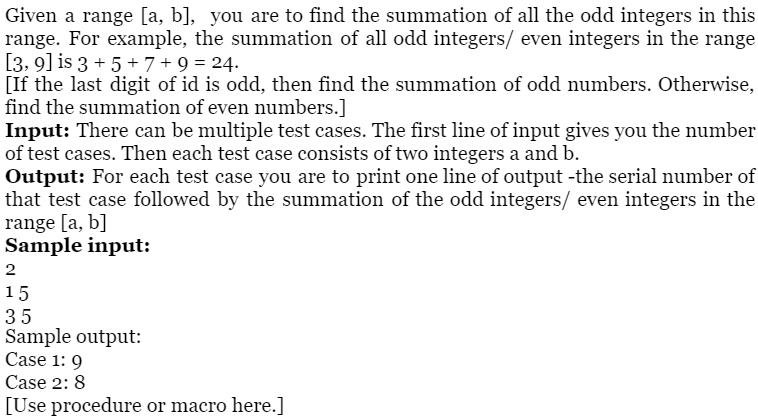 Given a range [a, b], you are to find the summation of all the odd integers in this
range. For example, the summation of all odd integers/ even integers in the range
[3, 9] is 3 + 5 + 7 + 9 = 24.
[If the last digit of id is odd, then find the summation of odd numbers. Otherwise,
find the summation of even numbers.]
Input: There can be multiple test cases. The first line of input gives you the number
of test cases. Then each test case consists of two integers a and b.
Output: For each test case you are to print one line of output -the serial number of
that test case followed by the summation of the odd integers/ even integers in the
range [a, b]
Sample input:
2
1 5
3 5
Sample output:
Case 1: 9
Case 2: 8
[Use procedure or macro here.]